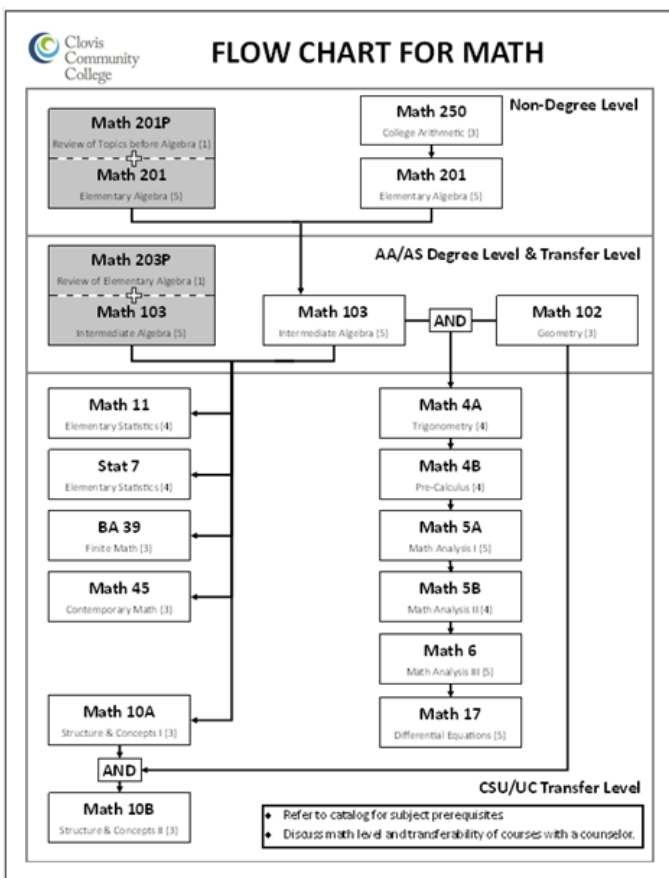 Clovis
Community
College
FLOW CHART FOR MATH
Non-Degree Level
Math 201P
Review of Topics before Algebra (1)
Math 201
Elementary Algebra (5)
Math 250
College Arithmetic (3)
Math 201
Elementary Algebra (5)
AA/AS Degree Level & Transfer Level
Math 203P
Review of Elementary Algebra (1)
Math 103
Intermediate Algebra (5)
Math 103
Intermediate Algebra (5)
AND
Math 102
Geometry (3)
Math 11
Elementary Statistics (4)
Stat 7
Elementary Statistics (4)
BA 39
Finite Math (3)
Math 45
Contemporary Math (3)
Math 10A
Structure & Concepts I (3)
AND
Math 10B
Structure & Concepts II (3)
Math 4A
Trigonometry (4)
Math 4B
Pre-Calculus (4)
Math 5A
Math Analysis I (5)
Math 5B
Math Analysis II (4)
Math 6
Math Analysis III (5)
Math 17
Differential Equations (5)
CSU/UC Transfer Level
♦ Refer to catalog for subject prerequisites
♦ Discuss math level and transferability of courses with a counselor.